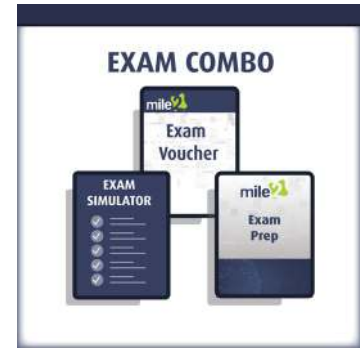 EXAM COMBO
mile2
Exam
Voucher
EXAM
SIMULATOR
mile2
Exam
Prep